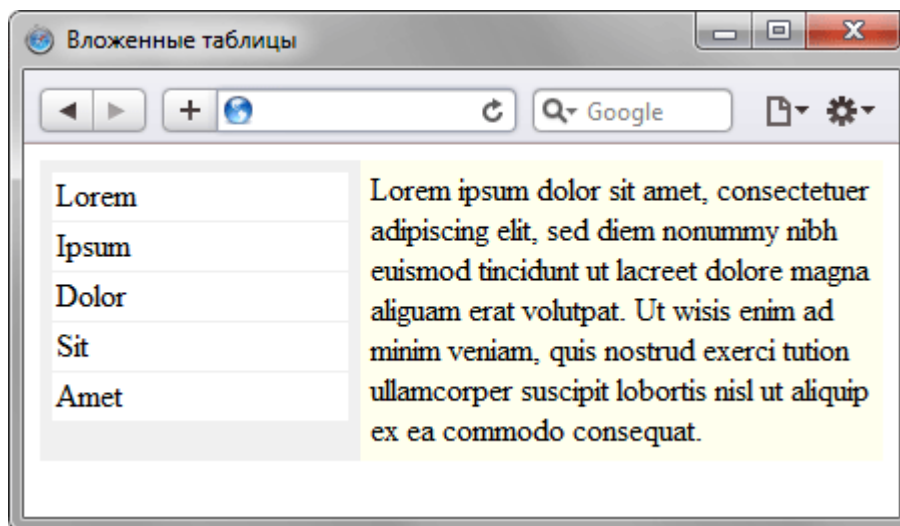 Вложенные таблицы
Google
Lorem
Ipsum
Dolor
Sit
Amet
Lorem ipsum dolor sit amet, consectetuer
adipiscing elit, sed diem nonummy nibh
euismod tincidunt ut lacreet dolore magna
aliguam erat volutpat. Ut wisis enim ad
minim veniam, quis nostrud exerci tution
ullamcorper suscipit lobortis nisl ut aliquip
ex ea commodo consequat.